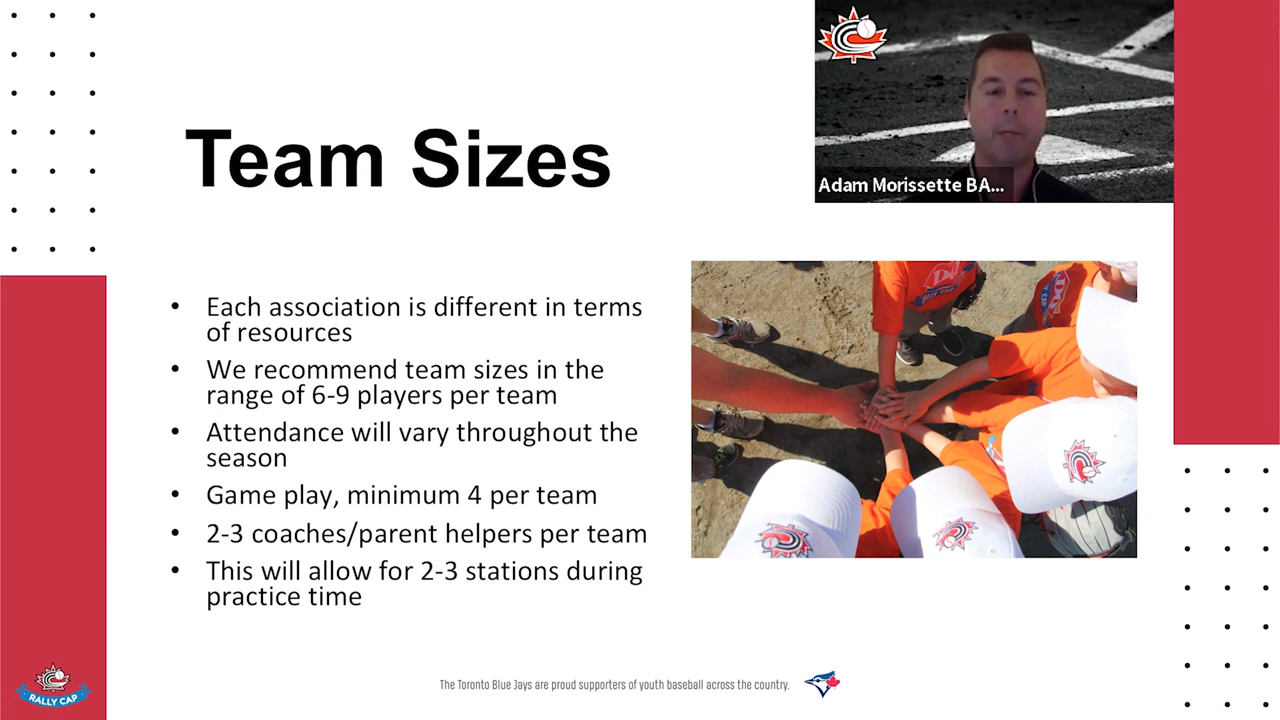 Team Sizes
Adam Morissette BA...
• Each association is different in terms
of resources
• We recommend team sizes in the
range of 6-9 players per team
• Attendance will vary throughout the
season
• Game play, minimum 4 per team
• 2-3 coaches/parent helpers per team
• This will allow for 2-3 stations during
practice time
RALLY CAP
The Toronto Blue Jays are proud supporters of youth baseball across the country.